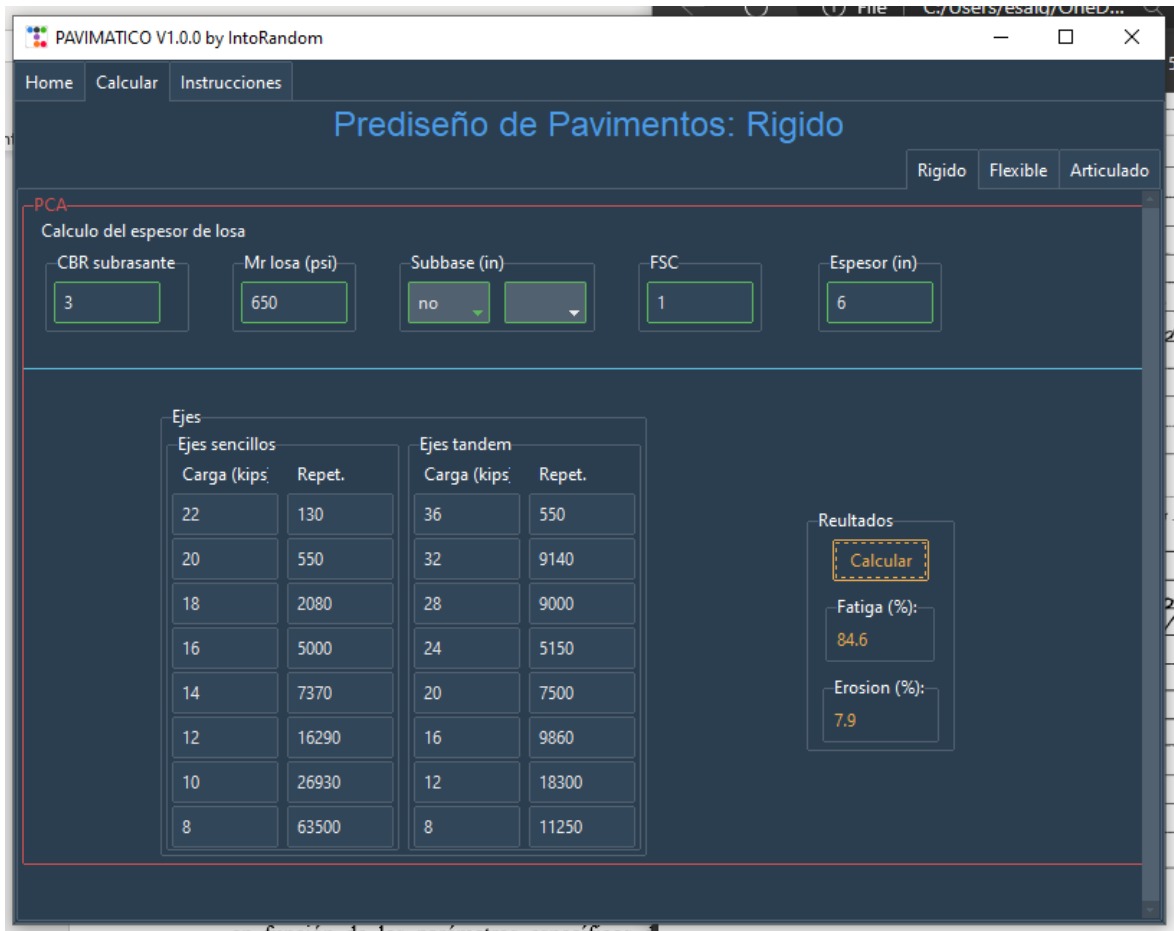 File C:/Users/esaig/OneD...
PAVIMATICO V1.0.0 by IntoRandom
Home Calcular Instrucciones
Prediseño de Pavimentos: Rigido
Rigido Flexible Articulado
PCA
Calculo del espesor de losa
CBR subrasante Mr losa (psi) Subbase (in) FSC Espesor (in)
3 650 no 1 6
Ejes
Ejes sencillos Ejes tandem
Carga (kips) Repet. Carga (kips) Repet.
22 130 36 550
20 550 32 9140
18 2080 28 9000
16 5000 24 5150
14 7370 20 7500
12 16290 16 9860
10 26930 12 18300
8 63500 8 11250
Reultados
Calcular
Fatiga (%):
84.6
Erosion (%):
7.9